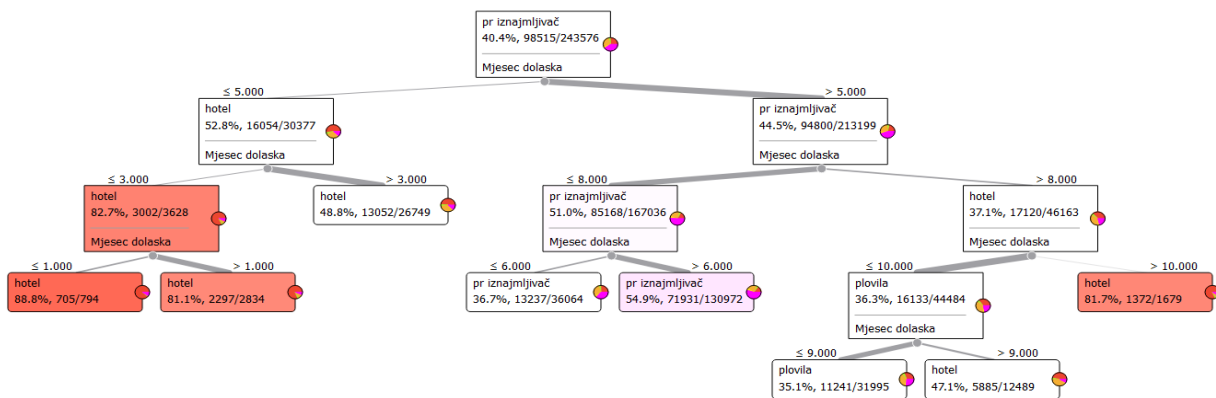 pr iznajmljivač
40.4%, 98515/243576
Mjesec dolaska
≤ 5.000
> 5.000
hotel
52.8%, 16054/30377
Mjesec dolaska
pr iznajmljivač
44.5%, 94800/213199
Mjesec dolaska
≤ 3.000
> 3.000
≤ 8.000
> 8.000
hotel
82.7%, 3002/3628
Mjesec dolaska
hotel
48.8%, 13052/26749
pr iznajmljivač
51.0%, 85168/167036
Mjesec dolaska
hotel
37.1%, 17120/46163
Mjesec dolaska
≤ 1.000
> 1.000
≤ 6.000
> 6.000
≤ 10.000
> 10.000
hotel
88.8%, 705/794
hotel
81.1%, 2297/2834
pr iznajmljivač
36.7%, 13237/36064
pr iznajmljivač
54.9%, 71931/130972
plovila
36.3%, 16133/44484
Mjesec dolaska
hotel
81.7%, 1372/1679
≤ 9.000
> 9.000
plovila
35.1%, 11241/31995
hotel
47.1%, 5885/12489